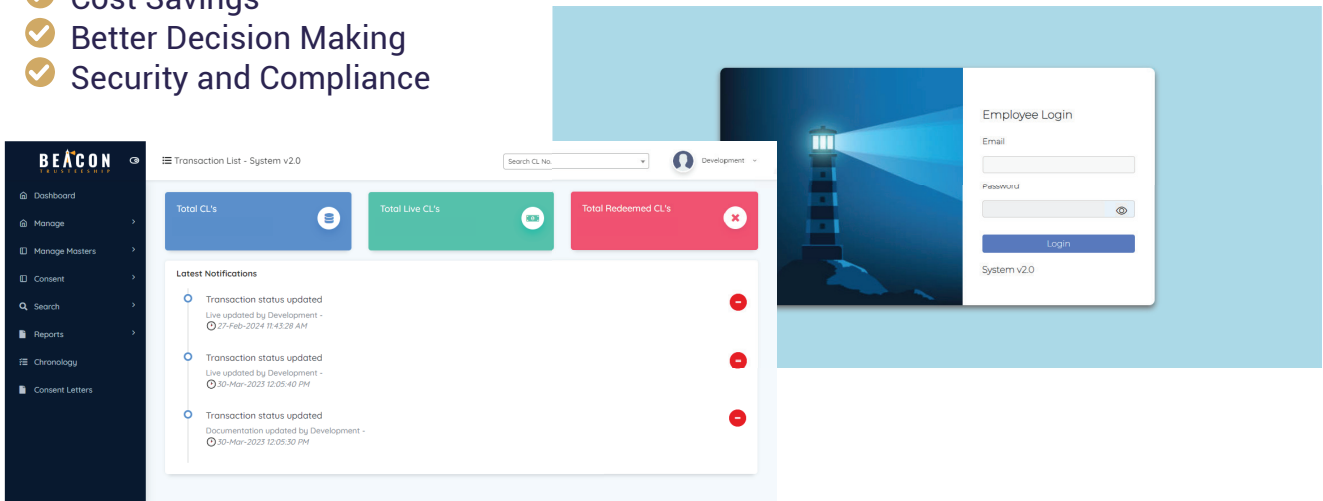 Cost Savings
Better Decision Making
Security and Compliance
BEACON
TRUSTEESHIP
Transaction List - System v2.0
Search CL No.
Development
Dashboard
Manage
Manage Masters
Consent
Search
Reports
Chronology
Consent Letters
Total CL's
Total Live CL's
Total Redeemed CL's
Latest Notifications
Transaction status updated
Live updated by Development -
27-Feb-2024 11:43:28 AM
Transaction status updated
Live updated by Development -
30-Mar-2023 12:05:40 PM
Transaction status updated
Documentation updated by Development -
30-Mar-2023 12:05:30 PM
Employee Login
Email
Password
Login
System v2.0